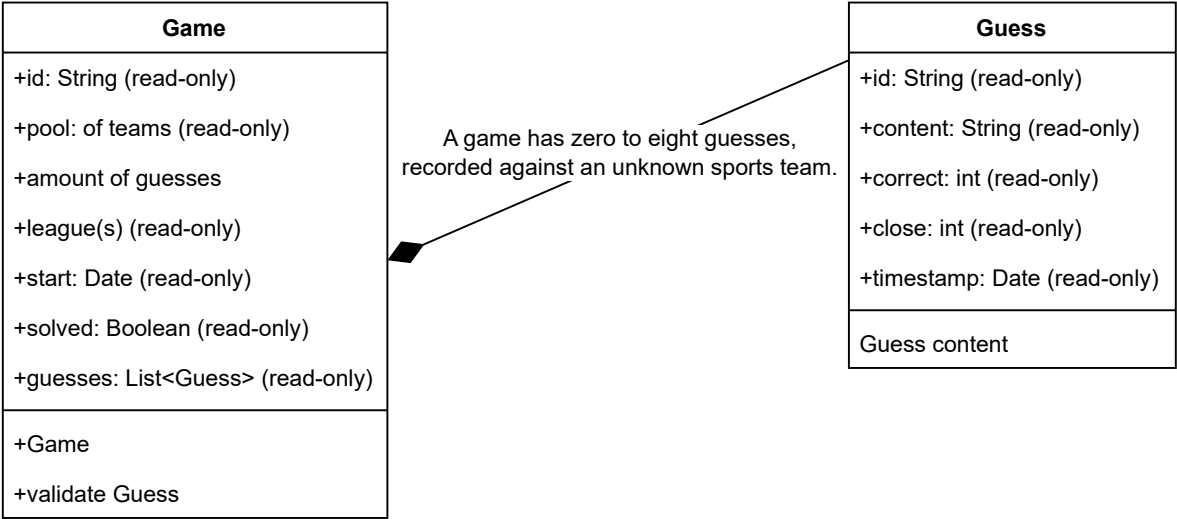 Game
+id: String (read-only)
+pool: of teams (read-only)
+amount of guesses
+league(s) (read-only)
+start: Date (read-only)
+solved: Boolean (read-only)
+guesses: List<Guess> (read-only)
+Game
+validate Guess
A game has zero to eight guesses,
recorded against an unknown sports team.
Guess
+id: String (read-only)
+content: String (read-only)
+correct: int (read-only)
+close: int (read-only)
+timestamp: Date (read-only)
Guess content